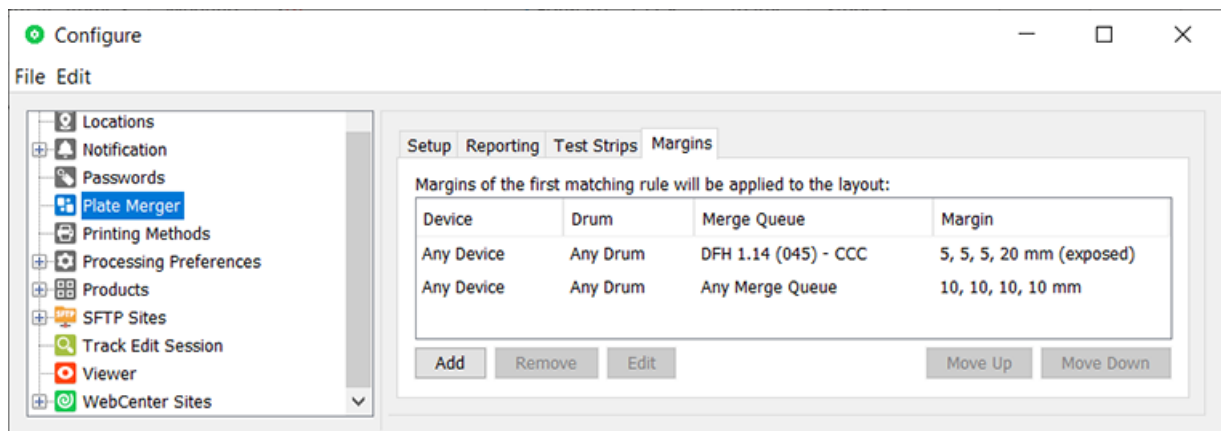 Configure
File Edit
Locations
Notification
Passwords
Plate Merger
Printing Methods
Processing Preferences
Products
SFTP Sites
Track Edit Session
Viewer
WebCenter Sites
Setup Reporting Test Strips Margins
Margins of the first matching rule will be applied to the layout:
Device Drum Merge Queue Margin
Any Device Any Drum DFH 1.14 (045) - CCC 5, 5, 5, 20 mm (exposed)
Any Device Any Drum Any Merge Queue 10, 10, 10, 10 mm
Add Remove Edit Move Up Move Down